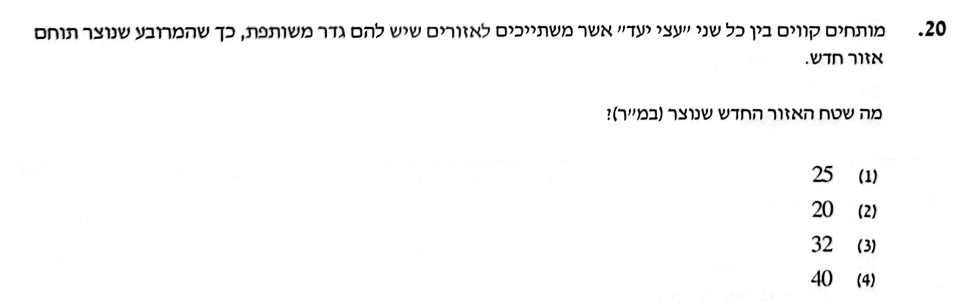 20. מותחים קווים בין כל שני "עצי יעד" אשר משתייכים לאזורים שיש להם גדר משותפת, כך שהמרובע שנוצר תוחם
אזור חדש.
מה שטח האזור החדש שנוצר (במ"ר)?
(1) 25
(2) 20
(3) 32
(4) 40